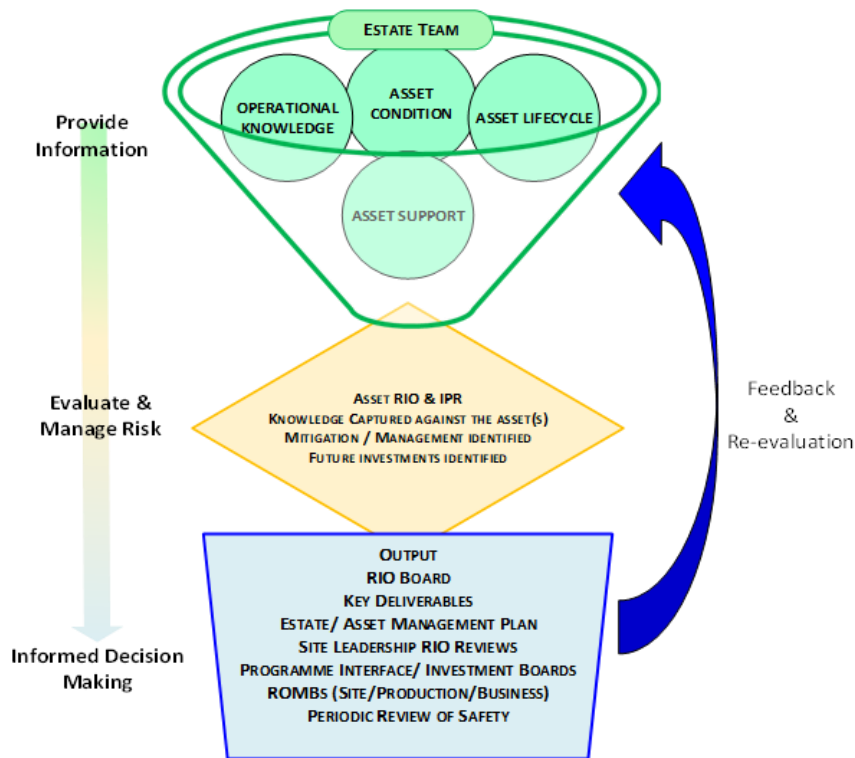 ESTATE TEAM
OPERATIONAL
KNOWLEDGE
ASSET
CONDITION
ASSET LIFECYCLE
ASSET SUPPORT
Provide
Information
Evaluate &
Manage Risk
ASSET RIO & IPR
KNOWLEDGE CAPTURED AGAINST THE ASSET(S)
MITIGATION / MANAGEMENT IDENTIFIED
FUTURE INVESTMENTS IDENTIFIED
Feedback
&
Re-evaluation
Informed Decision
Making
OUTPUT
RIO BOARD
KEY DELIVERABLES
ESTATE/ ASSET MANAGEMENT PLAN
SITE LEADERSHIP RIO REVIEWS
PROGRAMME INTERFACE/ INVESTMENT BOARDS
ROMBS (SITE/PRODUCTION/BUSINESS)
PERIODIC REVIEW OF SAFETY